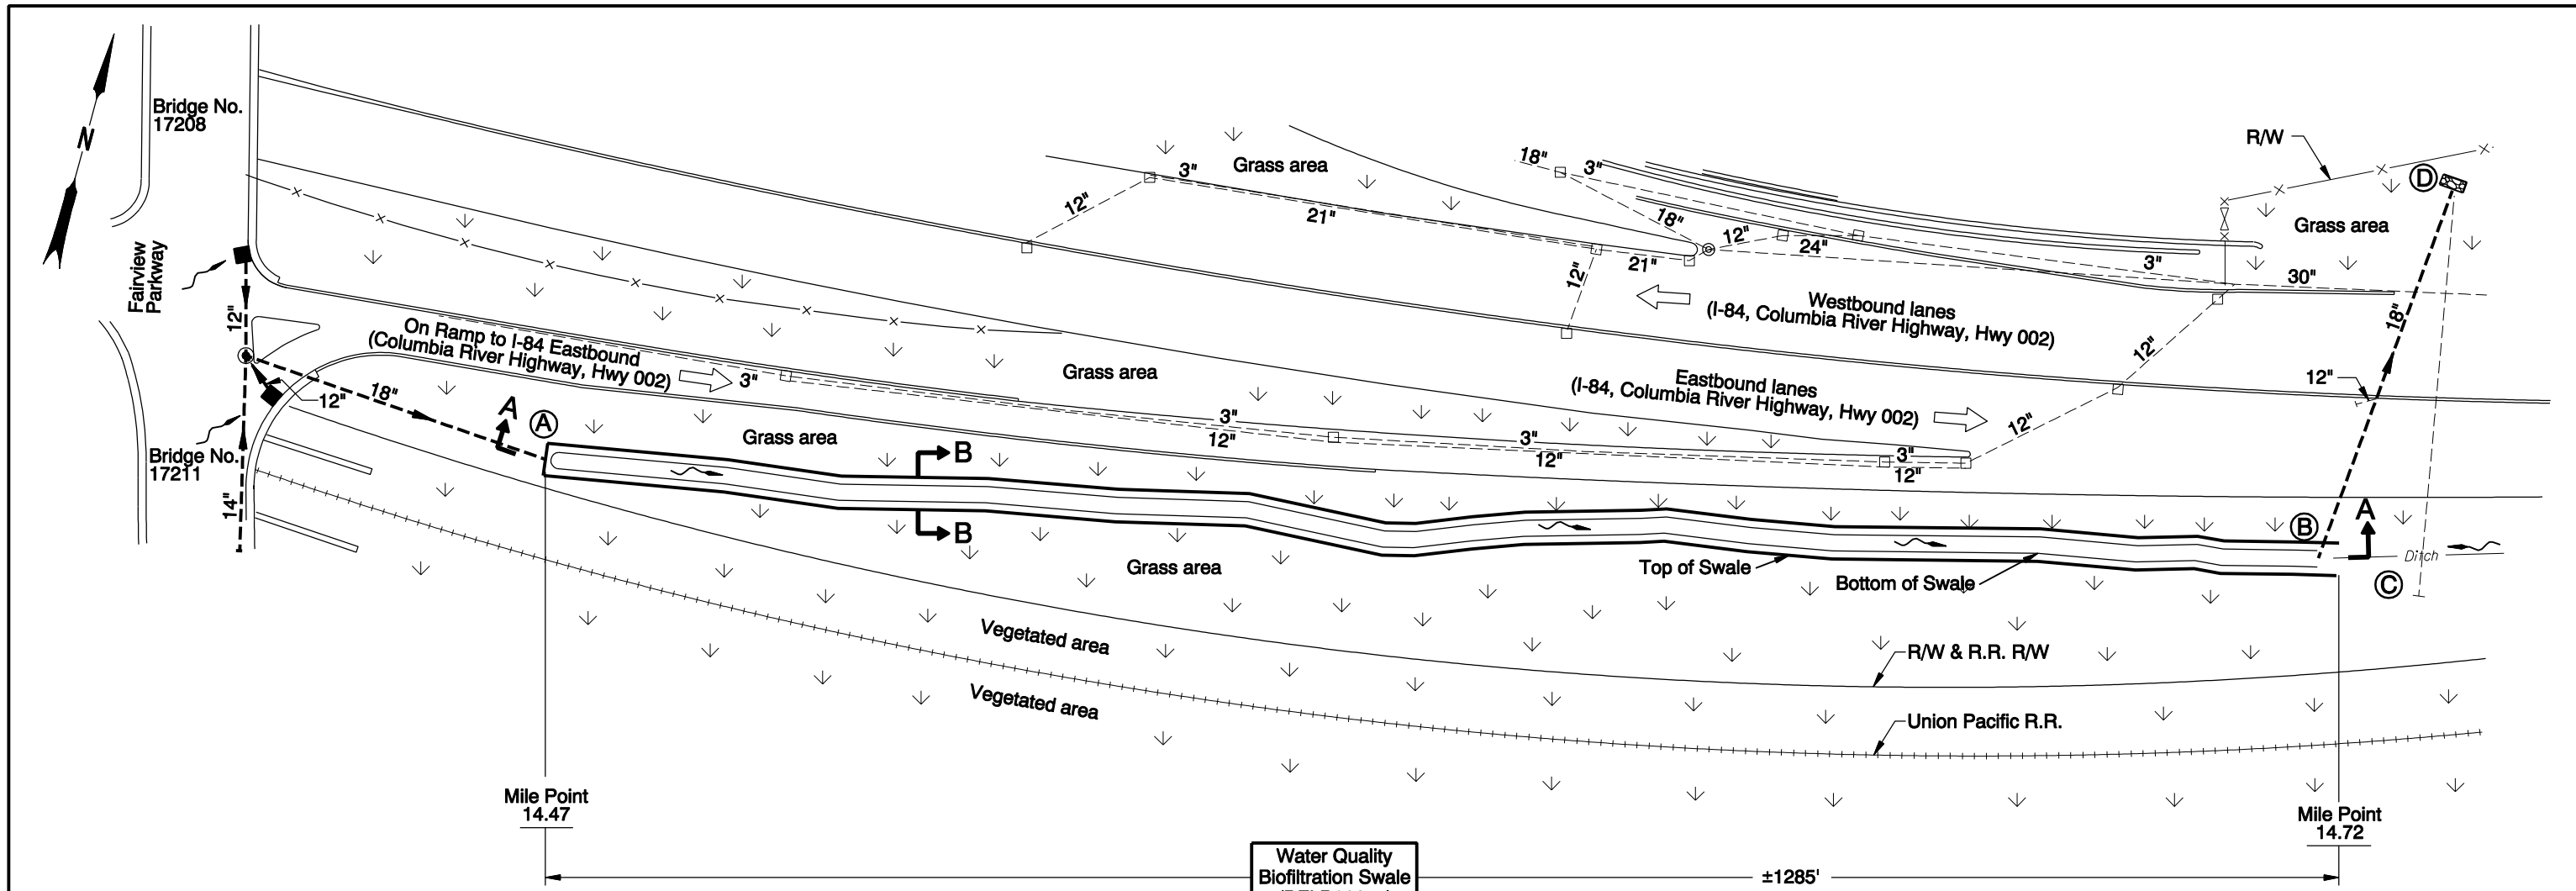 N
Bridge No.
17208
Fairview
Parkway
12"
Bridge No.
17211
14"
12"
18"
On Ramp to I-84 Eastbound
(Columbia River Highway, Hwy 002)
3"
A
A
Grass area
B
B
12"
3"
Grass area
21"
12"
21"
18"
3"
18"
12"
24"
3"
30"
R/W
D
Grass area
Westbound lanes
(I-84, Columbia River Highway, Hwy 002)
Eastbound lanes
(I-84, Columbia River Highway, Hwy 002)
12"
12"
12"
18"
Grass area
3"
12"
3"
12"
3"
12"
B
A
Ditch
C
Top of Swale
Bottom of Swale
Grass area
Vegetated area
Vegetated area
R/W & R.R. R/W
Union Pacific R.R.
Mile Point
14.47
Mile Point
14.72
Water Quality
Biofiltration Swale
±1285'